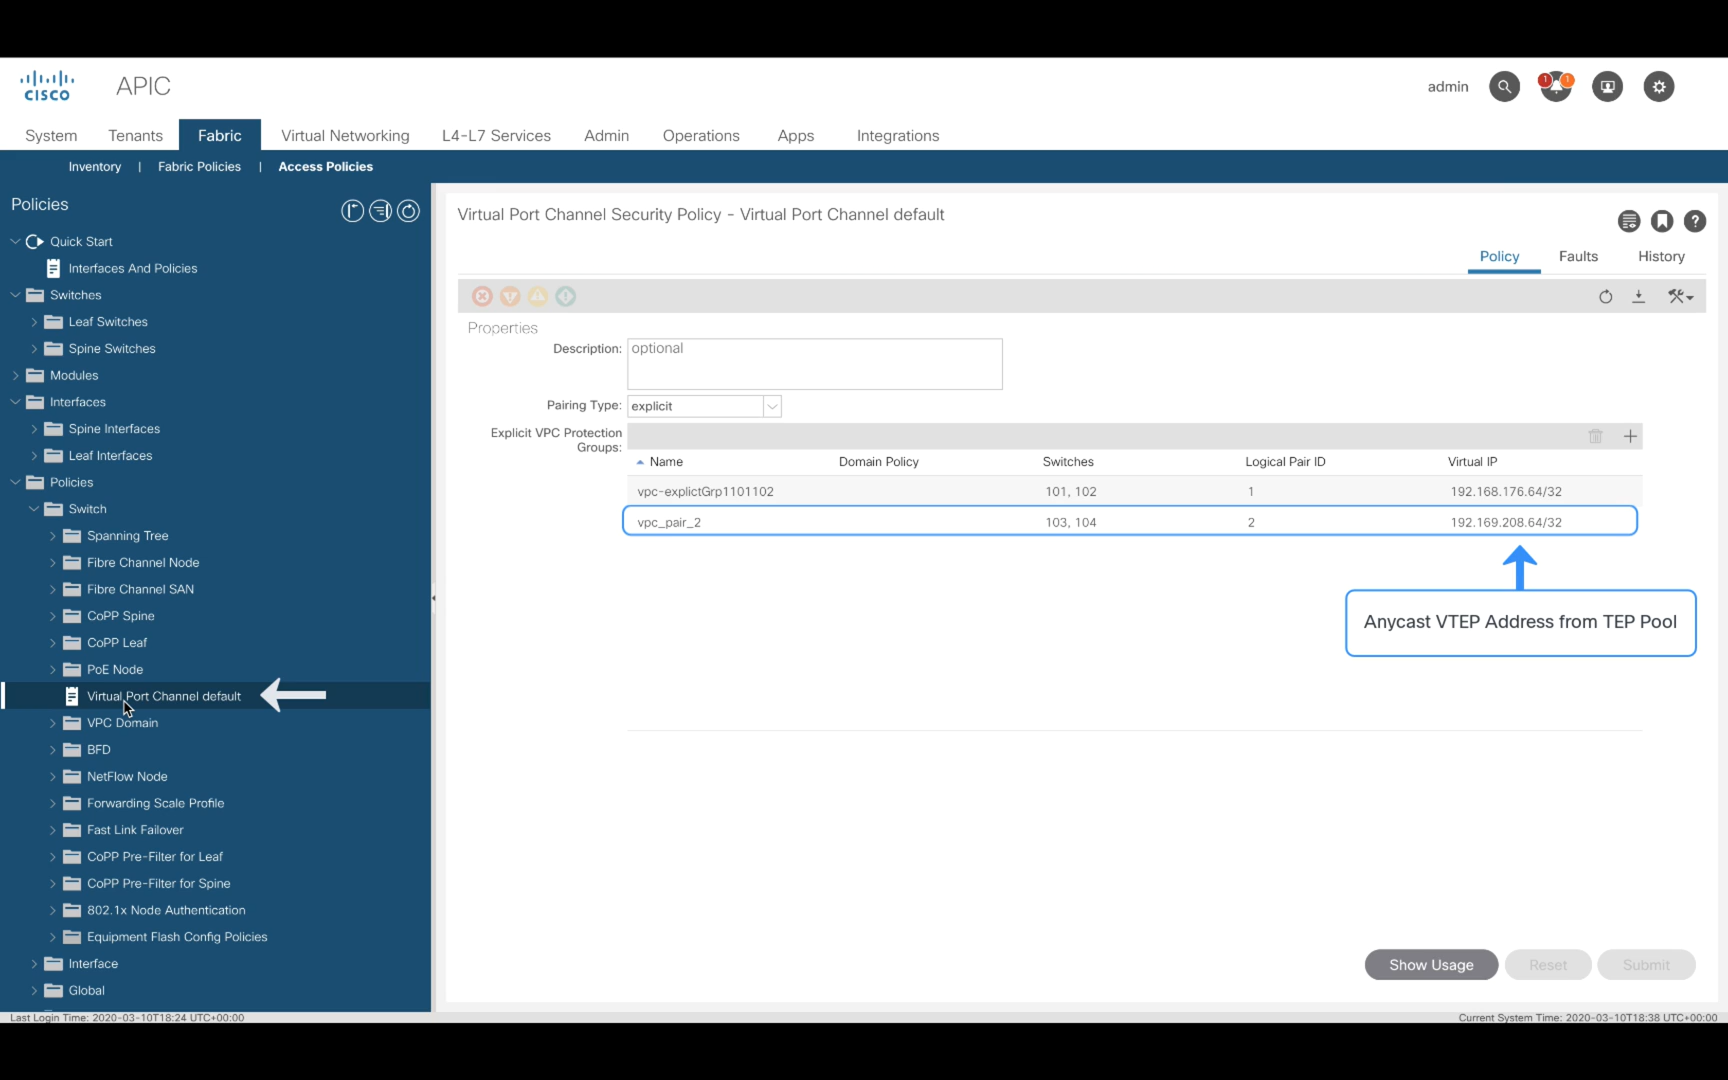 CISCO
APIC
admin
1
1
System Tenants Fabric Virtual Networking L4-L7 Services Admin Operations Apps Integrations
Inventory | Fabric Policies | Access Policies
Policies
Quick Start
Interfaces And Policies
Switches
Leaf Switches
Spine Switches
Modules
Interfaces
Spine Interfaces
Leaf Interfaces
Policies
Switch
Spanning Tree
Fibre Channel Node
Fibre Channel SAN
CoPP Spine
CoPP Leaf
PoE Node
Virtual Port Channel default
VPC Domain
BFD
NetFlow Node
Forwarding Scale Profile
Fast Link Failover
CoPP Pre-Filter for Leaf
CoPP Pre-Filter for Spine
802.1x Node Authentication
Equipment Flash Config Policies
Interface
Global
Virtual Port Channel Security Policy - Virtual Port Channel default
Policy Faults History
Properties
Description: optional
Pairing Type: explicit
Explicit VPC Protection
Groups:
Name Domain Policy Switches Logical Pair ID Virtual IP
vpc-explictGrp1101102 101, 102 1 192.168.176.64/32
vpc_pair_2 103, 104 2 192.169.208.64/32
Anycast VTEP Address from TEP Pool
Show Usage Reset Submit
Last Login Time: 2020-03-10T18:24 UTC+00:00
Current System Time: 2020-03-10T18:38 UTC+00:00